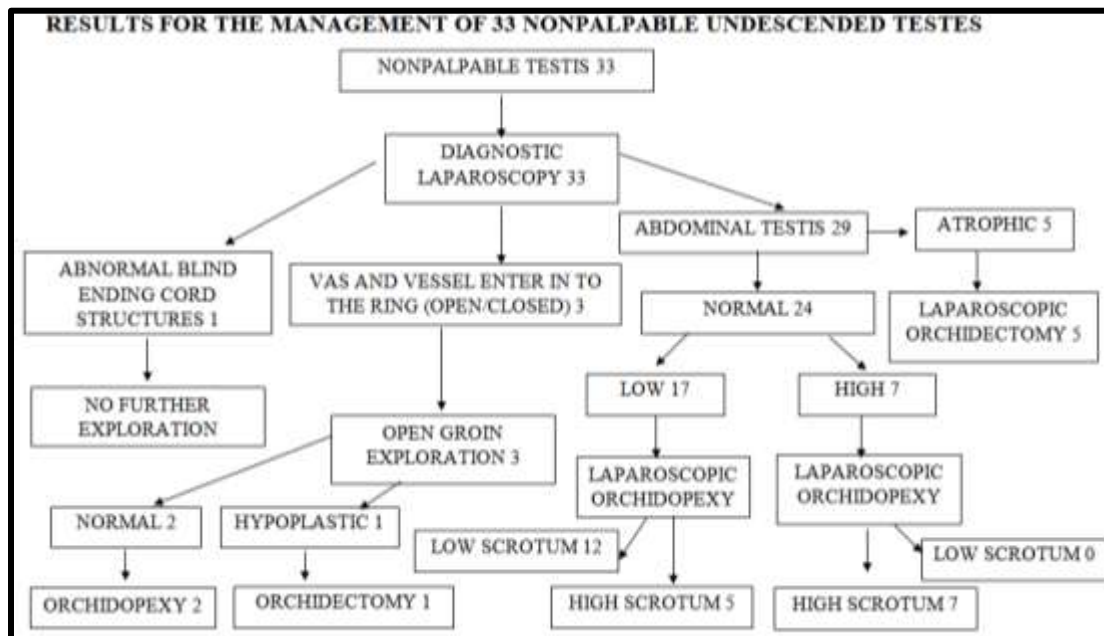 RESULTS FOR THE MANAGEMENT OF 33 NONPALPABLE UNDESCENDED TESTES
NONPALPABLE TESTIS 33
DIAGNOSTIC
LAPAROSCOPY 33
ABDOMINAL TESTIS 29
ATROPHIC 5
ABNORMAL BLIND
ENDING CORD
STRUCTURES 1
VAS AND VESSEL ENTER IN TO
THE RING (OPEN/CLOSED) 3
NORMAL 24
LAPAROSCOPIC
ORCHIDECTOMY 5
NO FURTHER
EXPLORATION
OPEN GROIN
EXPLORATION 3
LOW 17
HIGH 7
LAPAROSCOPIC
ORCHIDOPEXY
LAPAROSCOPIC
ORCHIDOPEXY
NORMAL 2
HYPOPLASTIC 1
LOW SCROTUM 12
LOW SCROTUM 0
ORCHIDOPEXY 2
ORCHIDECTOMY 1
HIGH SCROTUM 5
HIGH SCROTUM 7